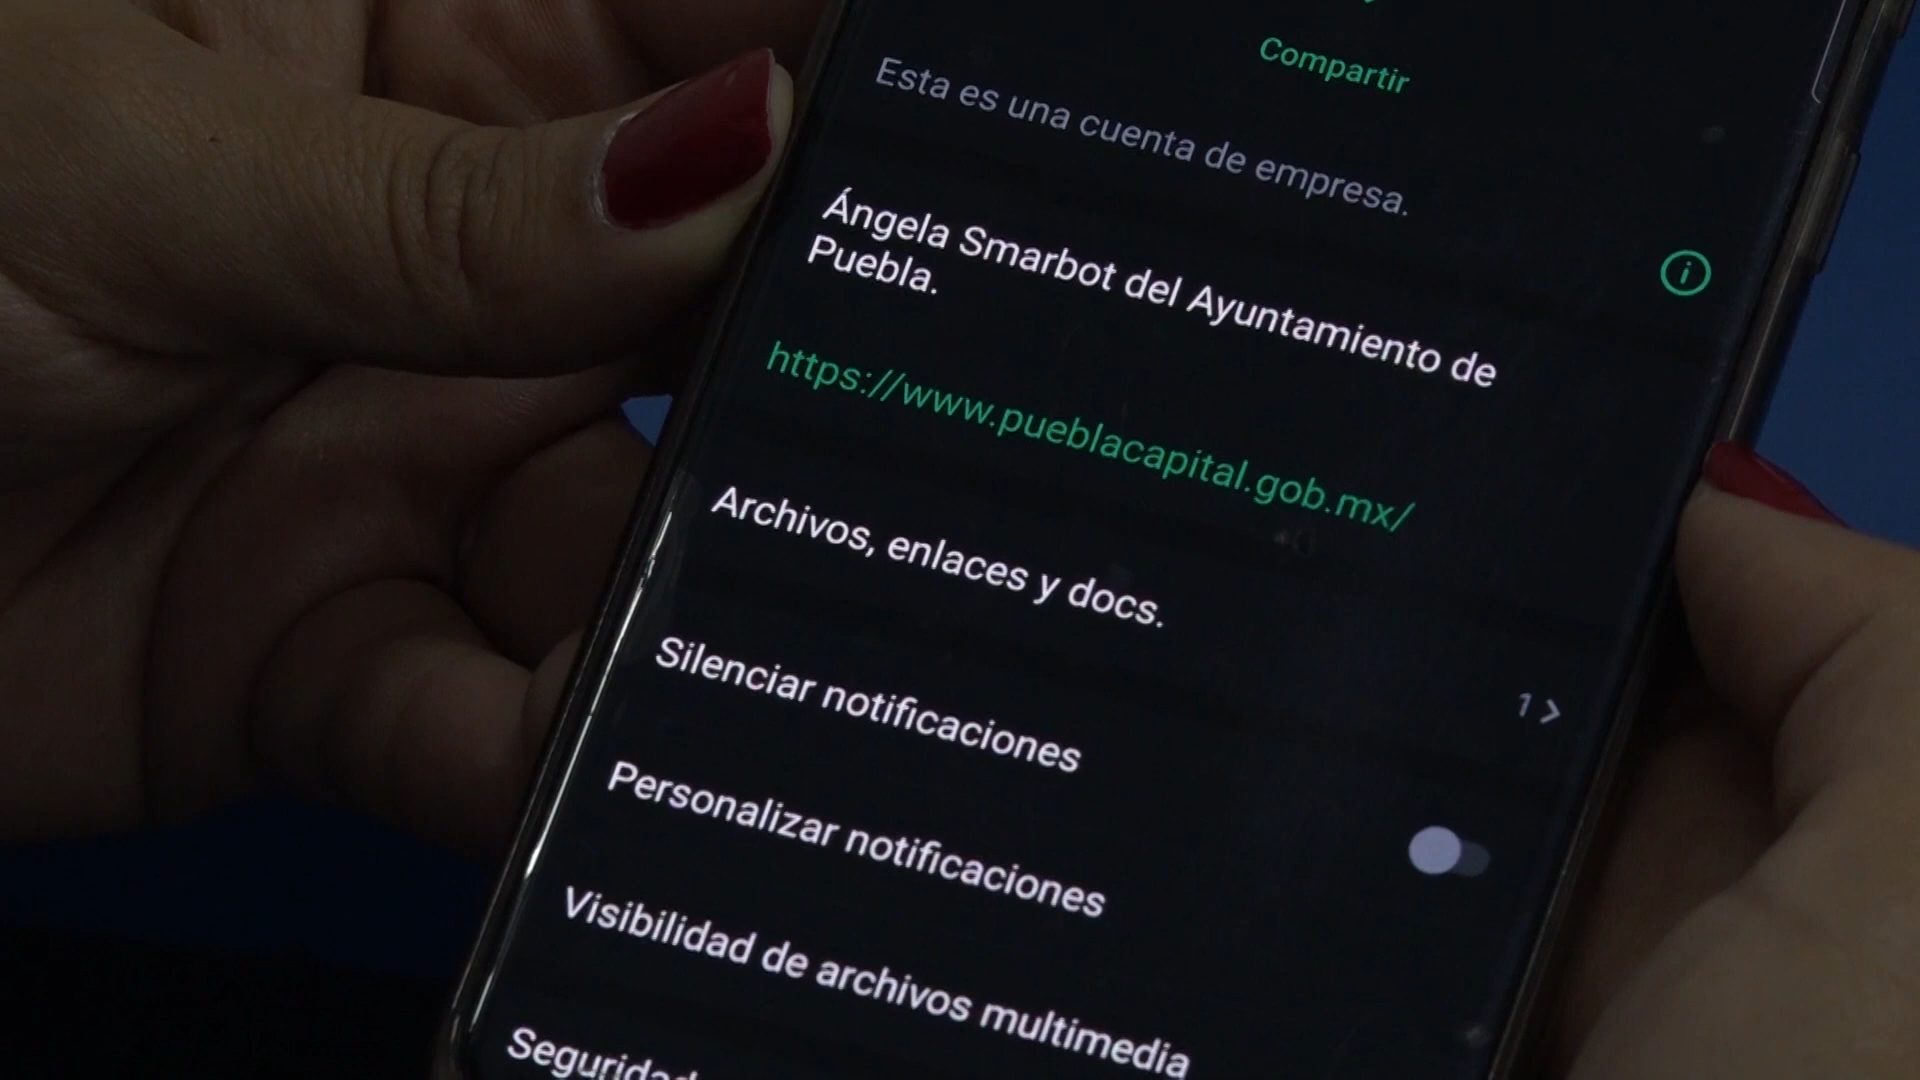 Compartir
Esta es una cuenta de empresa.
Ángela Smarbot del Ayuntamiento de
Puebla.
https://www.pueblacapital.gob.mx/
Archivos, enlaces y docs.
1 >
Silenciar notificaciones
Personalizar notificaciones
Visibilidad de archivos multimedia
Seguridad